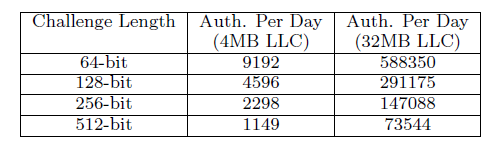 Challenge Length Auth. Per Day Auth. Per Day
(4MB LLC) (32MB LLC)
64-bit 9192 588350
128-bit 4596 291175
256-bit 2298 147088
512-bit 1149 73544